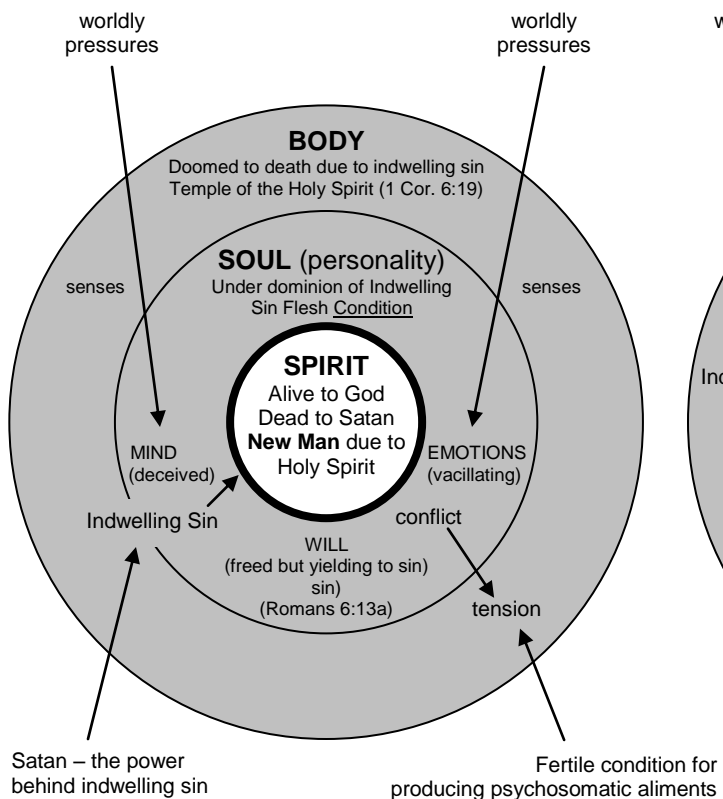 worldly
pressures
worldly
pressures
w
BODY
Doomed to death due to indwelling sin
Temple of the Holy Spirit (1 Cor. 6:19)
SOUL (personality)
senses
Under dominion of Indwelling
senses
Sin Flesh Condition
SPIRIT
Alive to God
Dead to Satan
New Man due to
Holy Spirit
Ind
MIND
(deceived)
EMOTIONS
(vacillating)
Indwelling Sin
conflict
WILL
(freed but yielding to sin)
sin)
(Romans 6:13a)
tension
Satan – the power
behind indwelling sin
Fertile condition for
producing psychosomatic aliments